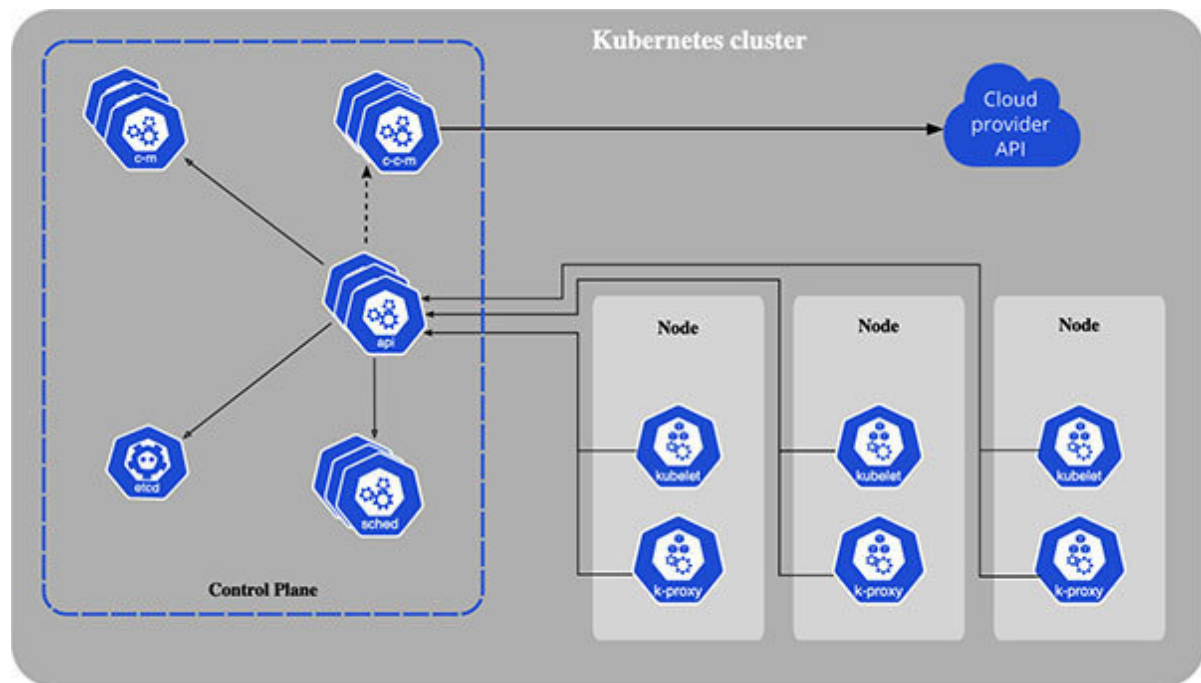 Kubernetes cluster
c-m
c-c-m
Cloud
provider
API
api
etcd
sched
Control Plane
Node
kubelet
k-proxy
Node
kubelet
k-proxy
Node
kubelet
k-proxy